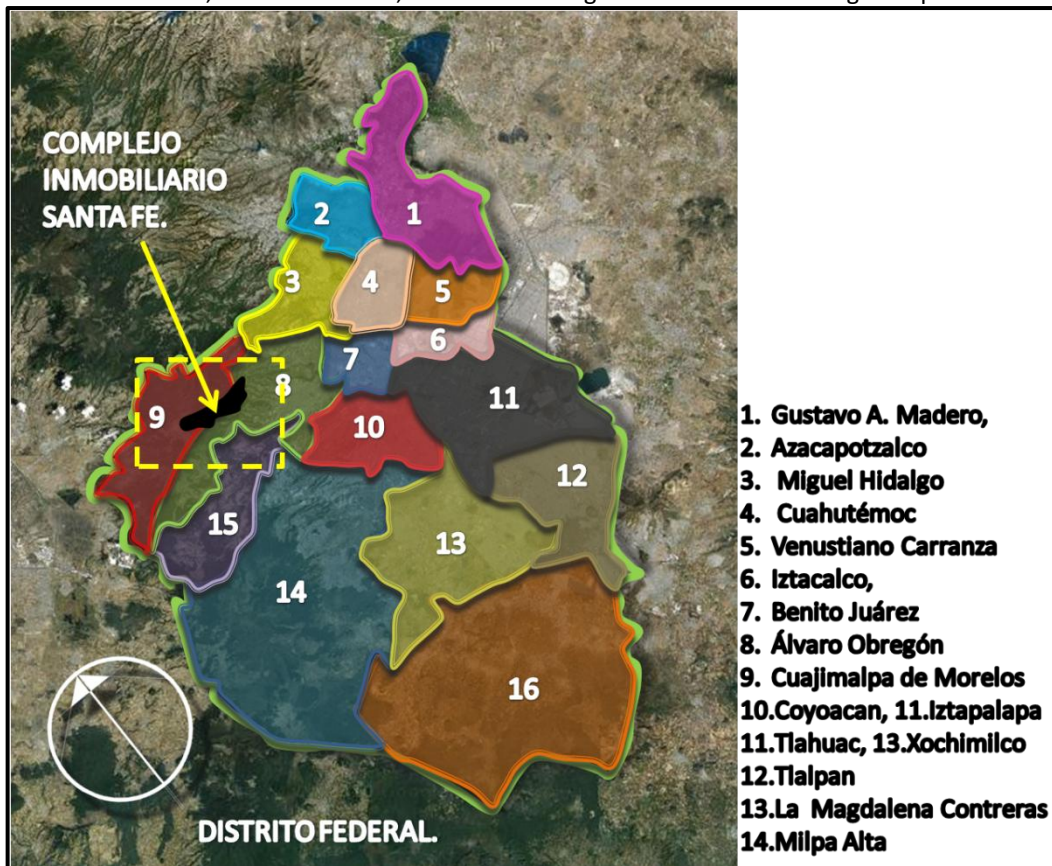 COMPLEJO
INMOBILIARIO
SANTA FE.
1
2
3
4
5
6
7
8
9
10
11
12
13
14
15
16
DISTRITO FEDERAL.
1. Gustavo A. Madero,
2. Azacapotzalco
3. Miguel Hidalgo
4. Cuahutémoc
5. Venustiano Carranza
6. Iztacalco,
7. Benito Juárez
8. Álvaro Obregón
9. Cuajimalpa de Morelos
10.Coyoacan, 11.Iztapalapa
11.Tlahuac, 13.Xochimilco
12.Tlalpan
13.La Magdalena Contreras
14.Milpa Alta